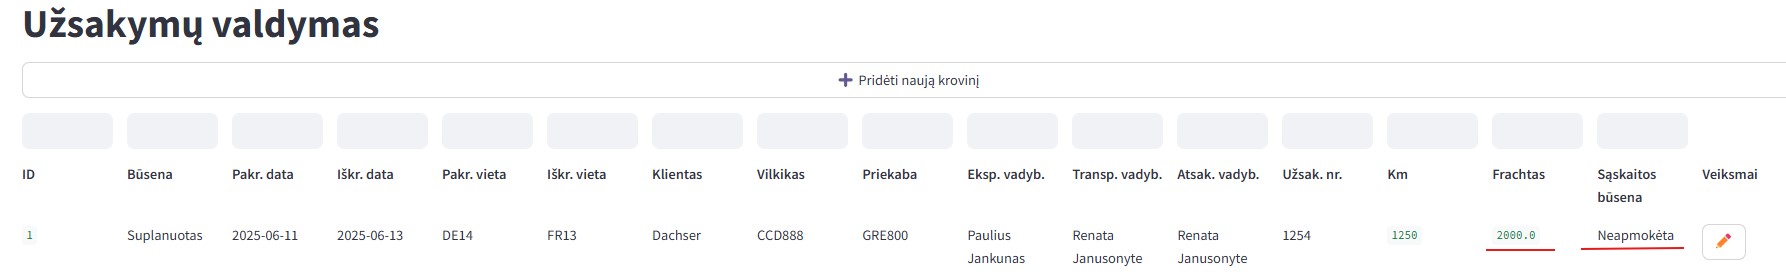 Užsakymų valdymas
Pridėti naują krovinį
ID Būsena Pakr. data Iškr. data Pakr. vieta Iškr. vieta Klientas Vilkikas Priekaba Eksp. vadyb. Transp. vadyb. Atsak. vadyb. Užsak. nr. Km Frachtas Sąskaitos būsena Veiksmai
1 Suplanuotas 2025-06-11 2025-06-13 DE14 FR13 Dachser CCD888 GRE800 Paulius Jankunas Renata Janusonyte Renata Janusonyte 1254 1250 2000.0 Neapmokėta